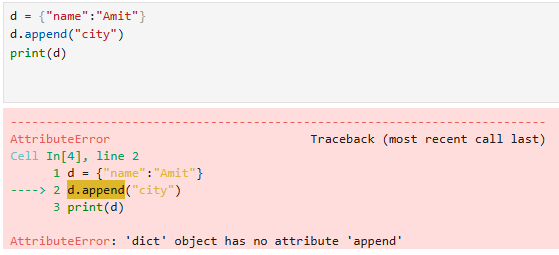 d = {"name":"Amit"}
d.append("city")
print(d)
---------------------------------------------------------------------------
AttributeError                            Traceback (most recent call last)
Cell In[4], line 2
      1 d = {"name":"Amit"}
----> 2 d.append("city")
      3 print(d)
AttributeError: 'dict' object has no attribute 'append'